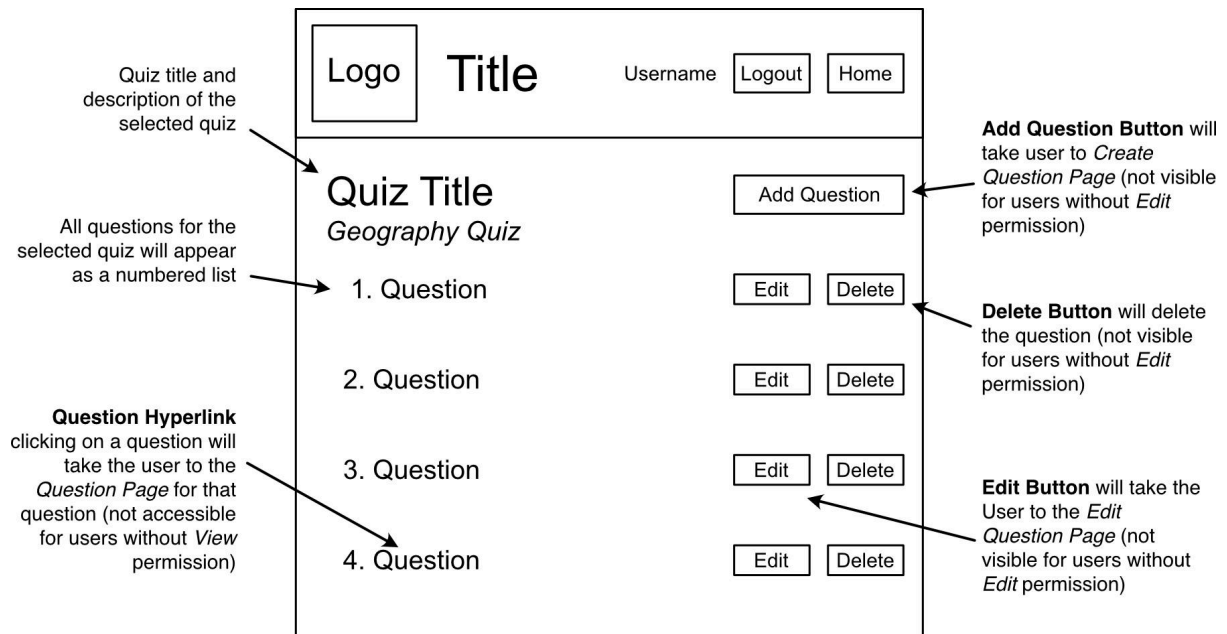 Logo
Title
Username
Logout
Home
Quiz title and
description of the
selected quiz
Add Question Button will
take user to Create
Question Page (not visible
for users without Edit
permission)
Quiz Title
Add Question
Geography Quiz
All questions for the
selected quiz will appear
as a numbered list
1. Question
Edit
Delete
Delete Button will delete
the question (not visible
for users without Edit
permission)
2. Question
Edit
Delete
Question Hyperlink
clicking on a question will
take the user to the
Question Page for that
question (not accessible
for users without View
permission)
3. Question
Edit
Delete
Edit Button will take the
User to the Edit
Question Page (not
visible for users without
Edit permission)
4. Question
Edit
Delete